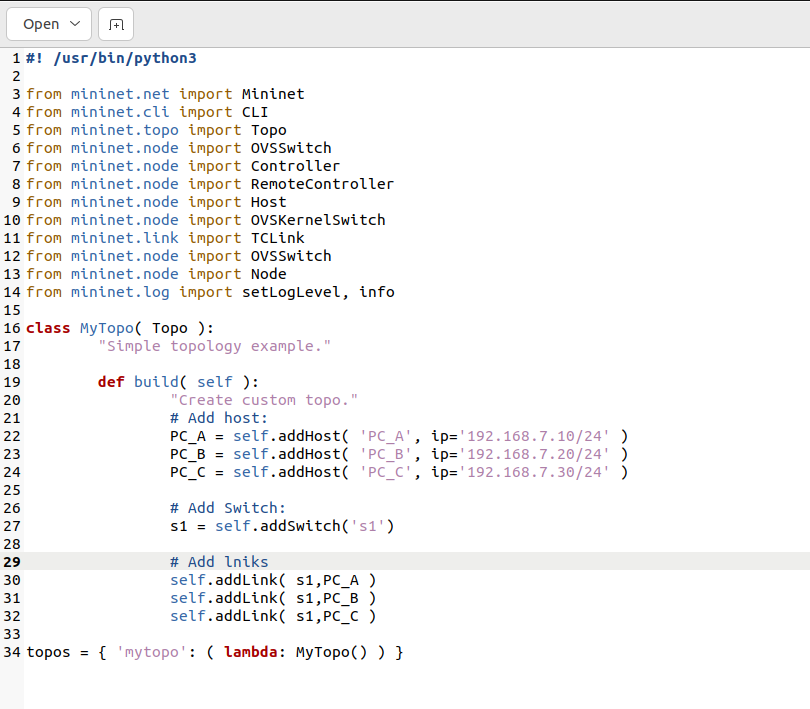 Open
1 #! /usr/bin/python3
2
3 from mininet.net import Mininet
4 from mininet.cli import CLI
5 from mininet.topo import Topo
6 from mininet.node import OVSSwitch
7 from mininet.node import Controller
8 from mininet.node import RemoteController
9 from mininet.node import Host
10 from mininet.node import OVSKernelSwitch
11 from mininet.link import TCLink
12 from mininet.node import OVSSwitch
13 from mininet.node import Node
14 from mininet.log import setLogLevel, info
15
16 class MyTopo( Topo ):
17         "Simple topology example."
18
19         def build( self ):
20                 "Create custom topo."
21                 # Add host:
22                 PC_A = self.addHost( 'PC_A', ip='192.168.7.10/24' )
23                 PC_B = self.addHost( 'PC_B', ip='192.168.7.20/24' )
24                 PC_C = self.addHost( 'PC_C', ip='192.168.7.30/24' )
25
26                 # Add Switch:
27                 s1 = self.addSwitch('s1')
28
29                 # Add lniks
30                 self.addLink( s1,PC_A )
31                 self.addLink( s1,PC_B )
32                 self.addLink( s1,PC_C )
33
34 topos = { 'mytopo': ( lambda: MyTopo() ) }